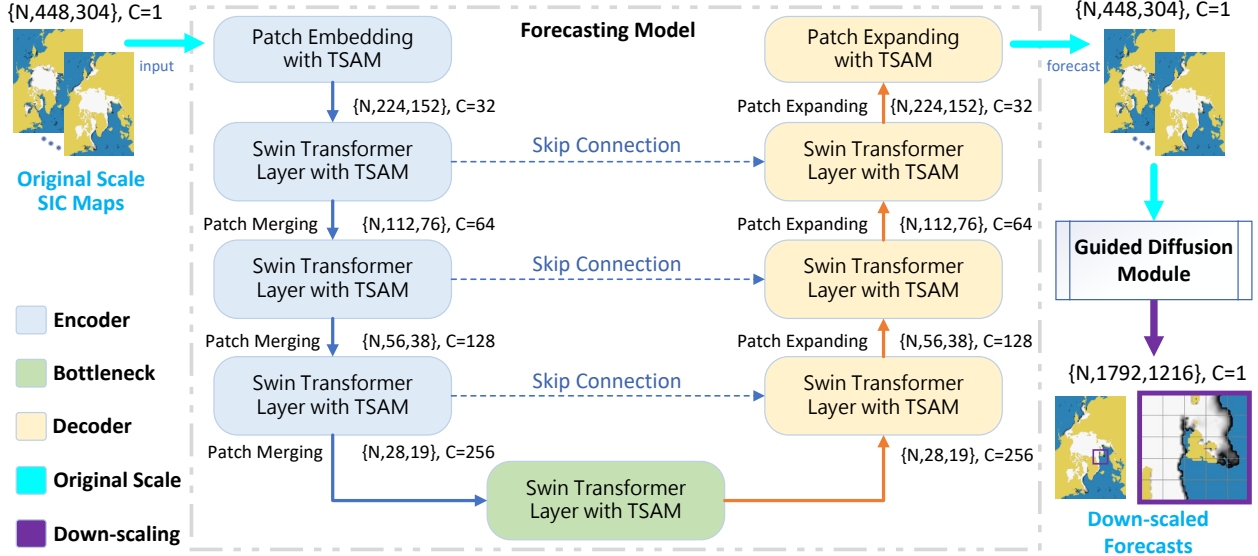 {N,448,304}, C=1
input
Original Scale
SIC Maps
Encoder
Bottleneck
Decoder
Original Scale
Down-scaling
Forecasting Model
Patch Embedding
with TSAM
{N,224,152}, C=32
Swin Transformer
Layer with TSAM
Patch Merging
{N,112,76}, C=64
Swin Transformer
Layer with TSAM
Patch Merging
{N,56,38}, C=128
Swin Transformer
Layer with TSAM
Patch Merging
{N,28,19}, C=256
Swin Transformer
Layer with TSAM
Skip Connection
Skip Connection
Skip Connection
Patch Expanding
with TSAM
Patch Expanding
{N,224,152}, C=32
Swin Transformer
Layer with TSAM
Patch Expanding
{N,112,76}, C=64
Swin Transformer
Layer with TSAM
Patch Expanding
{N,56,38}, C=128
Swin Transformer
Layer with TSAM
{N,28,19}, C=256
{N,448,304}, C=1
forecast
Guided Diffusion
Module
{N,1792,1216}, C=1
Down-scaled
Forecasts